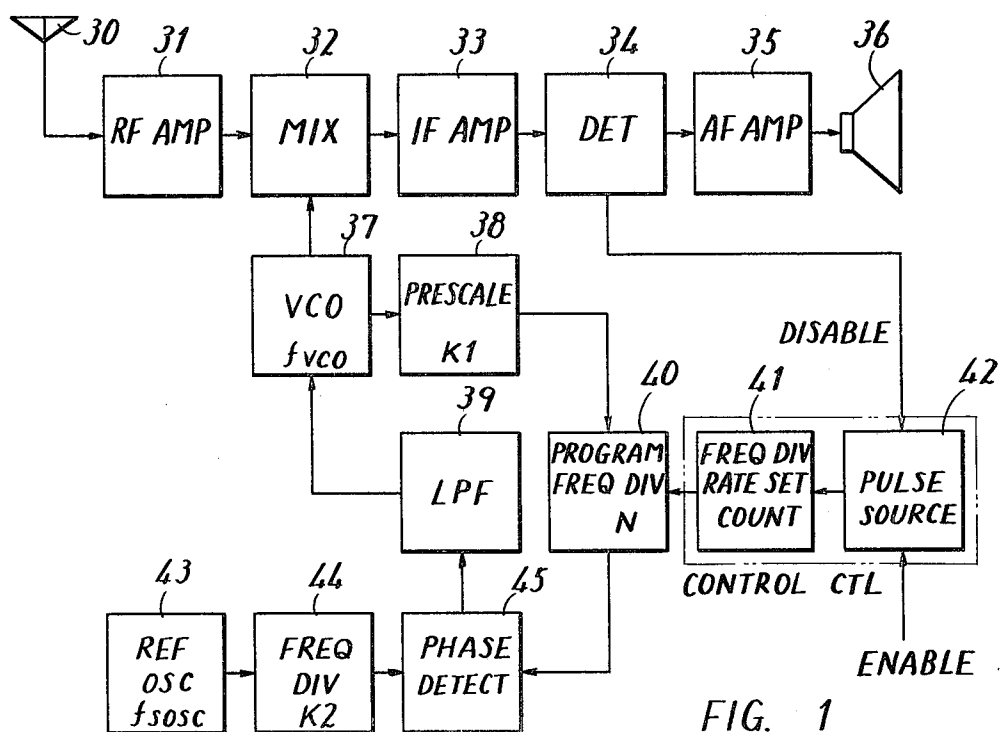 30
31
32
33
34
35
36
RF AMP
MIX
IF AMP
DET
AF AMP
37
38
VCO
fvco
PRESCALE
K1
DISABLE
39
40
41
42
LPF
PROGRAM
FREQ DIV
N
FREQ DIV
RATE SET
COUNT
PULSE
SOURCE
CONTROL CTL
43
44
45
REF
OSC
fsosc
FREQ
DIV
K2
PHASE
DETECT
ENABLE
FIG. 1